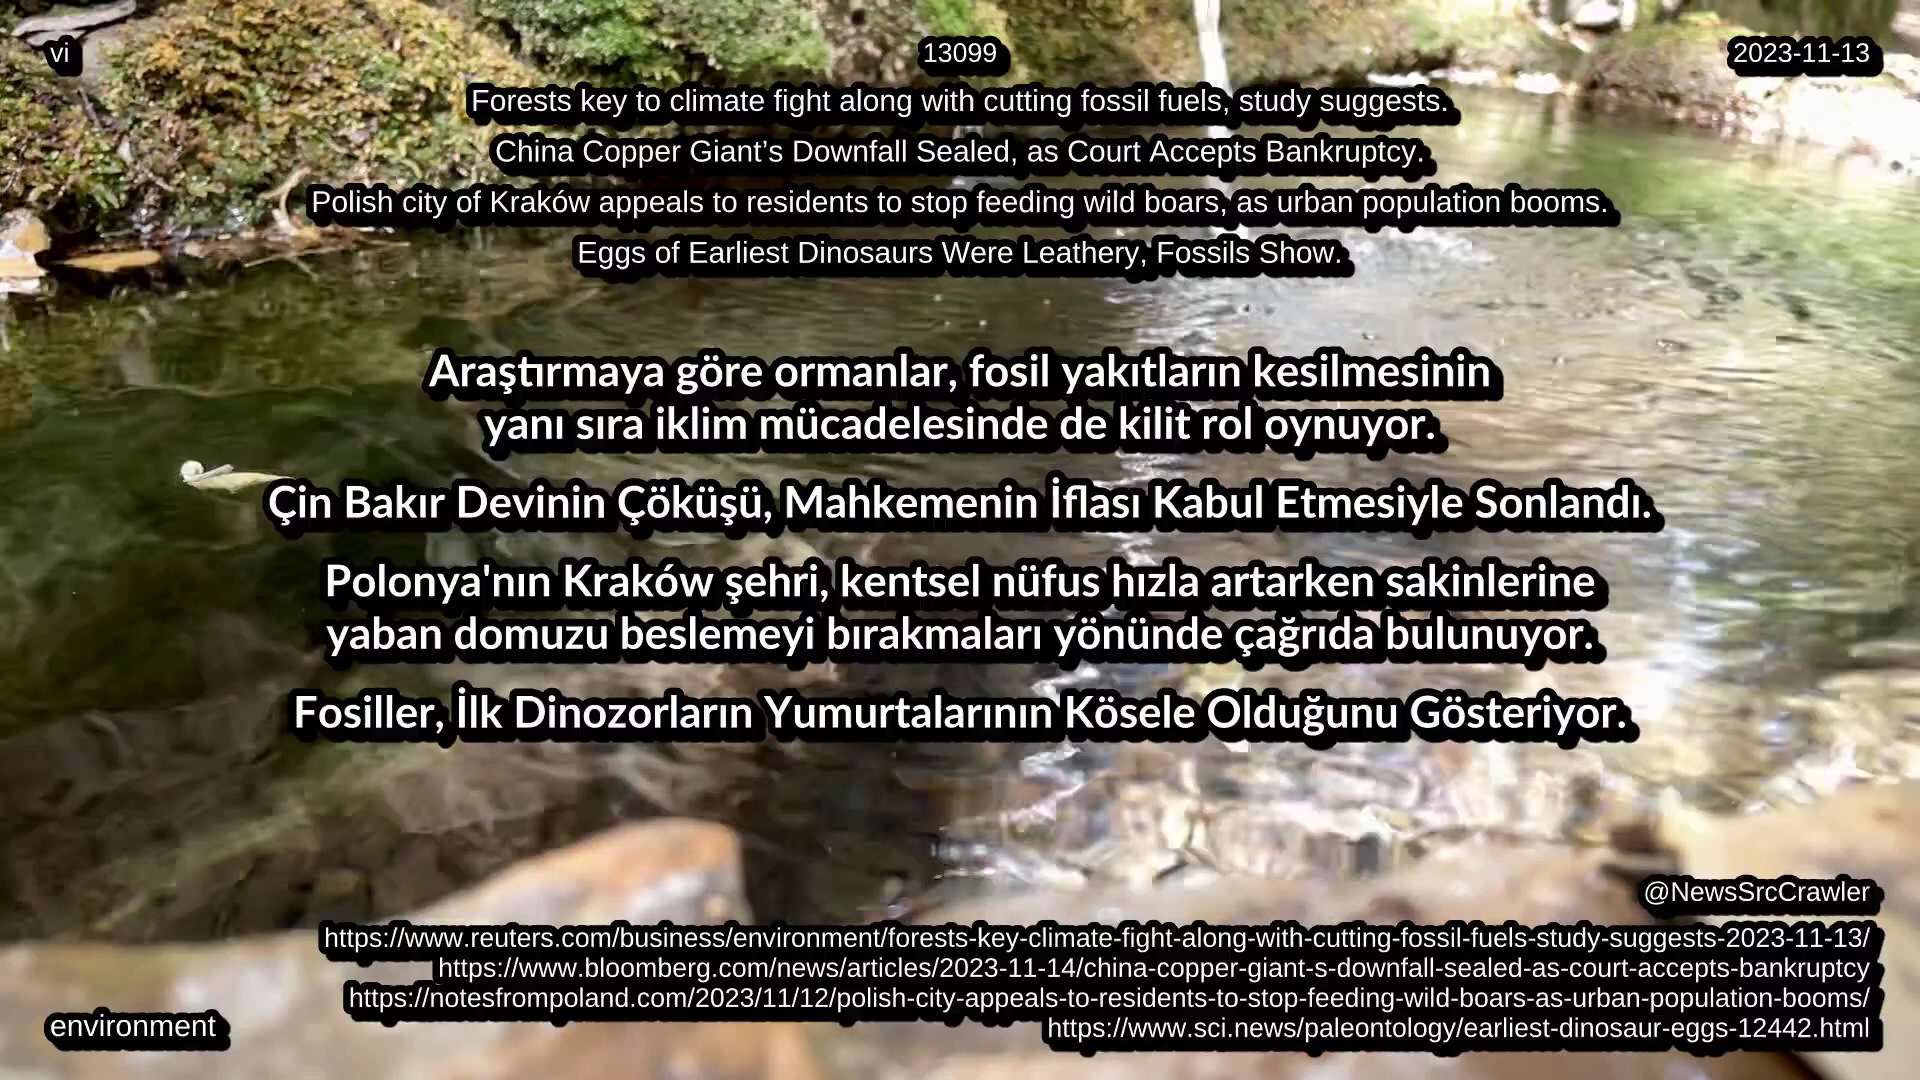 vi
13099
2023-11-13
Forests key to climate fight along with cutting fossil fuels, study suggests.
China Copper Giant’s Downfall Sealed, as Court Accepts Bankruptcy.
Polish city of Kraków appeals to residents to stop feeding wild boars, as urban population booms.
Eggs of Earliest Dinosaurs Were Leathery, Fossils Show.
Araştırmaya göre ormanlar, fosil yakıtların kesilmesinin
yanı sıra iklim mücadelesinde de kilit rol oynuyor.
Çin Bakır Devinin Çöküşü, Mahkemenin İflası Kabul Etmesiyle Sonlandı.
Polonya'nın Kraków şehri, kentsel nüfus hızla artarken sakinlerine
yaban domuzu beslemeyi bırakmaları yönünde çağrıda bulunuyor.
Fosiller, İlk Dinozorların Yumurtalarının Kösele Olduğunu Gösteriyor.
@NewsSrcCrawler
https://www.reuters.com/business/environment/forests-key-climate-fight-along-with-cutting-fossil-fuels-study-suggests-2023-11-13/
https://www.bloomberg.com/news/articles/2023-11-14/china-copper-giant-s-downfall-sealed-as-court-accepts-bankruptcy
https://notesfrompoland.com/2023/11/12/polish-city-appeals-to-residents-to-stop-feeding-wild-boars-as-urban-population-booms/
https://www.sci.news/paleontology/earliest-dinosaur-eggs-12442.html
environment